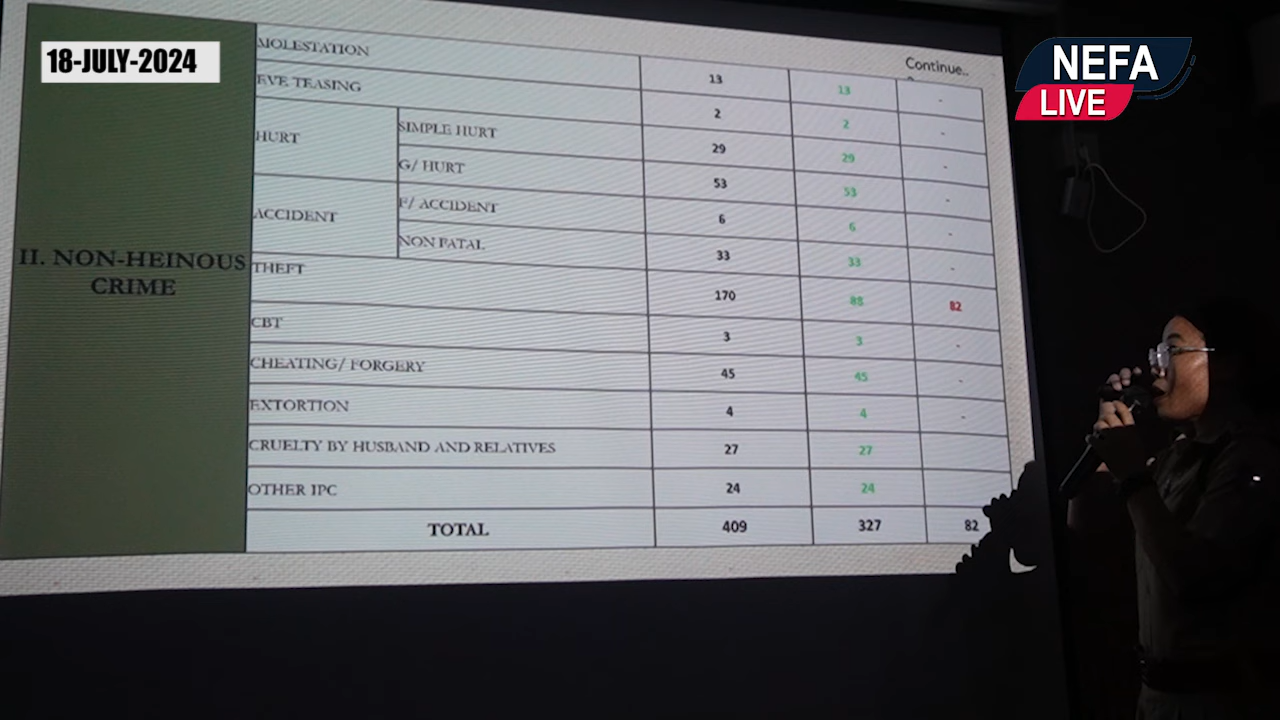 18-JULY-2024
NEFA
LIVE
Continue..
II. NON-HEINOUS
CRIME
MOLESTATION 13 13 -
EVE TEASING 2 2 -
HURT
SIMPLE HURT 29 29 -
G/ HURT 53 53 -
ACCIDENT
F/ ACCIDENT 6 6 -
NON FATAL 33 33 -
THEFT 170 88 82
CBT 3 3 -
CHEATING/ FORGERY 45 45 -
EXTORTION 4 4 -
CRUELTY BY HUSBAND AND RELATIVES 27 27
OTHER IPC 24 24
TOTAL 409 327 82